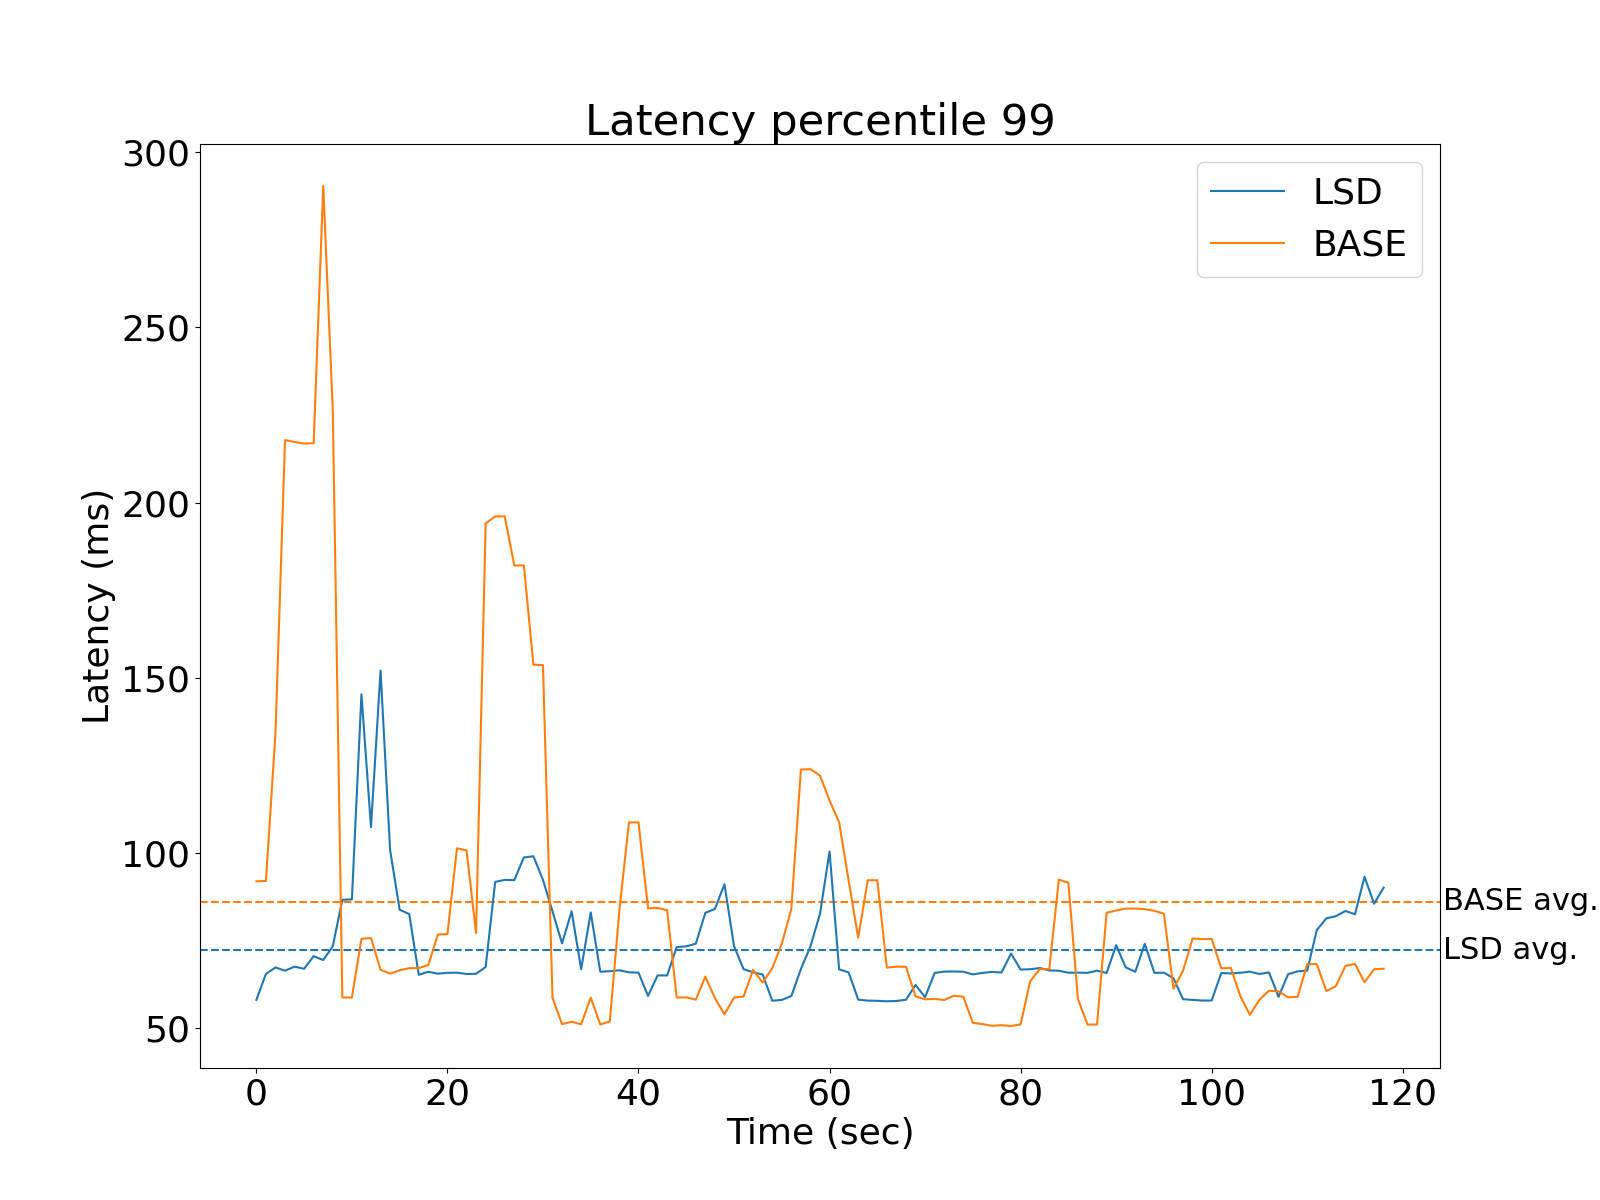 Latency percentile 99
300
250
200
150
100
50
Latency (ms)
LSD
BASE
BASE avg.
LSD avg.
0 20 40 60 80 100 120
Time (sec)